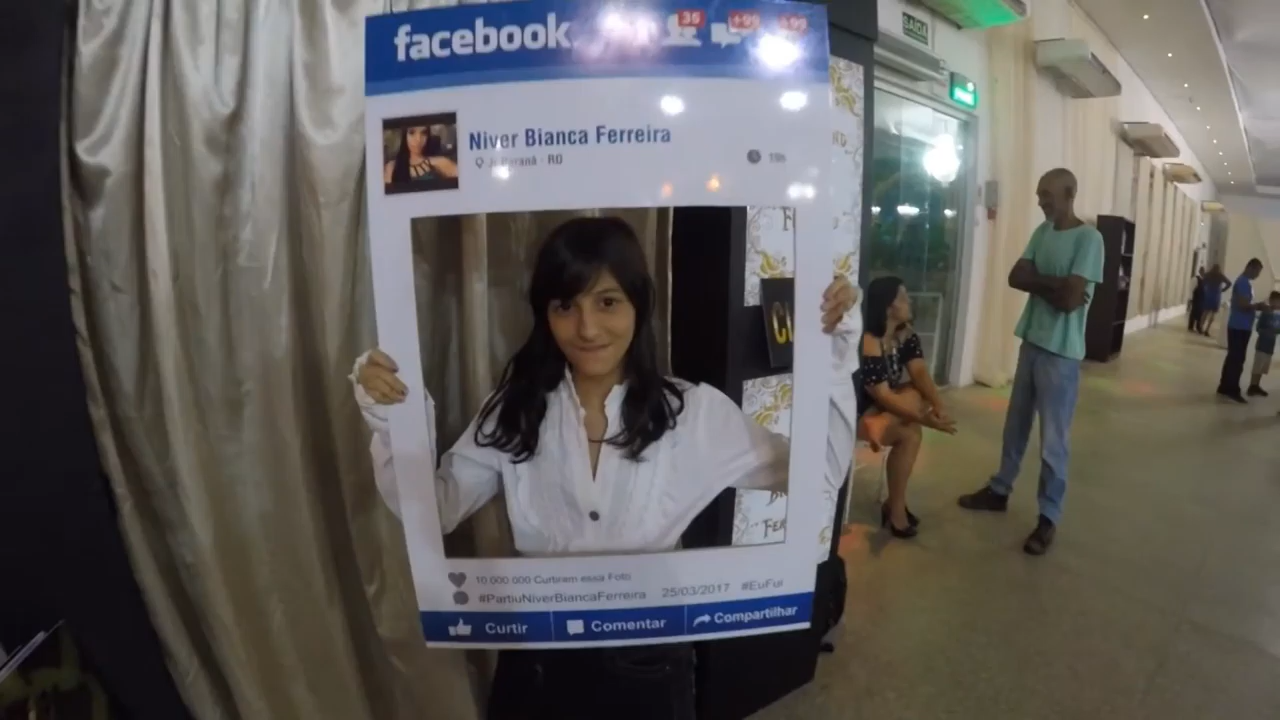 facebook
35 +99 +99
SAÍDA
Niver Bianca Ferreira
Paraná - RO 19h
10.000.000 Curtirem essa Foto
#PartiuNiverBiancaFerreira 25/03/2017 #EuFui
Curtir Comentar Compartilhar